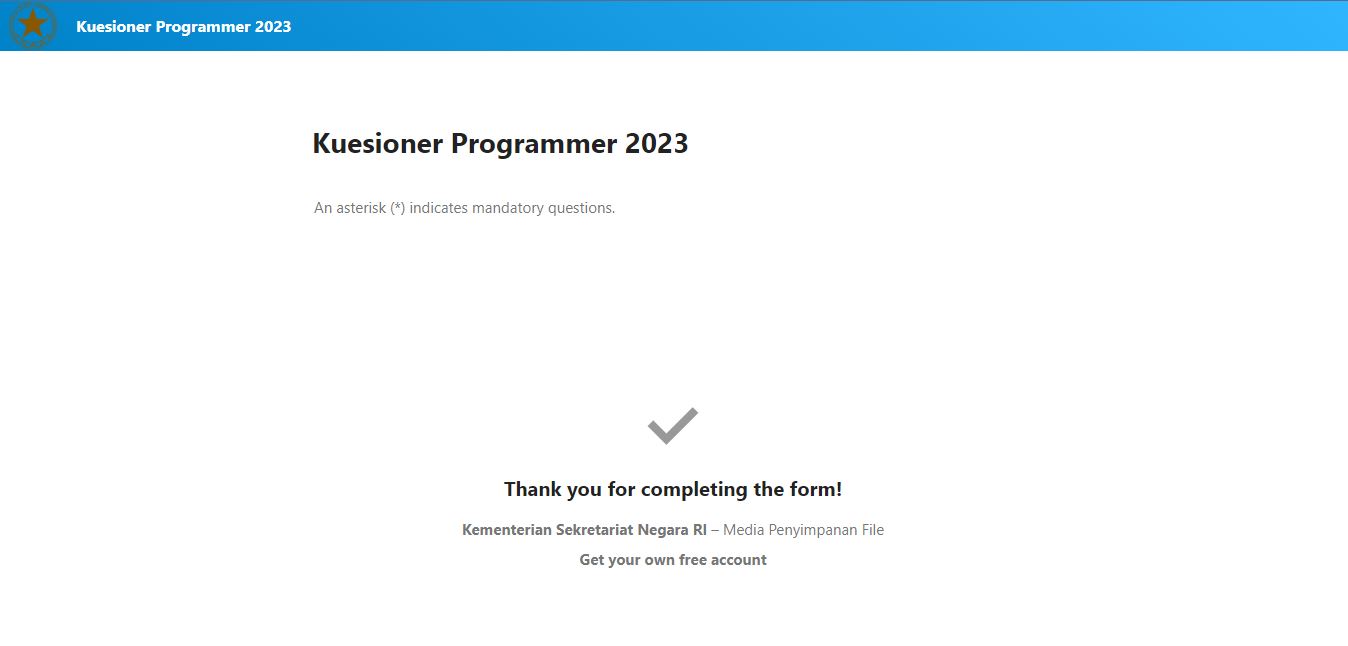 Kuesioner Programmer 2023
Kuesioner Programmer 2023
An asterisk (*) indicates mandatory questions.
Thank you for completing the form!
Kementerian Sekretariat Negara RI – Media Penyimpanan File
Get your own free account